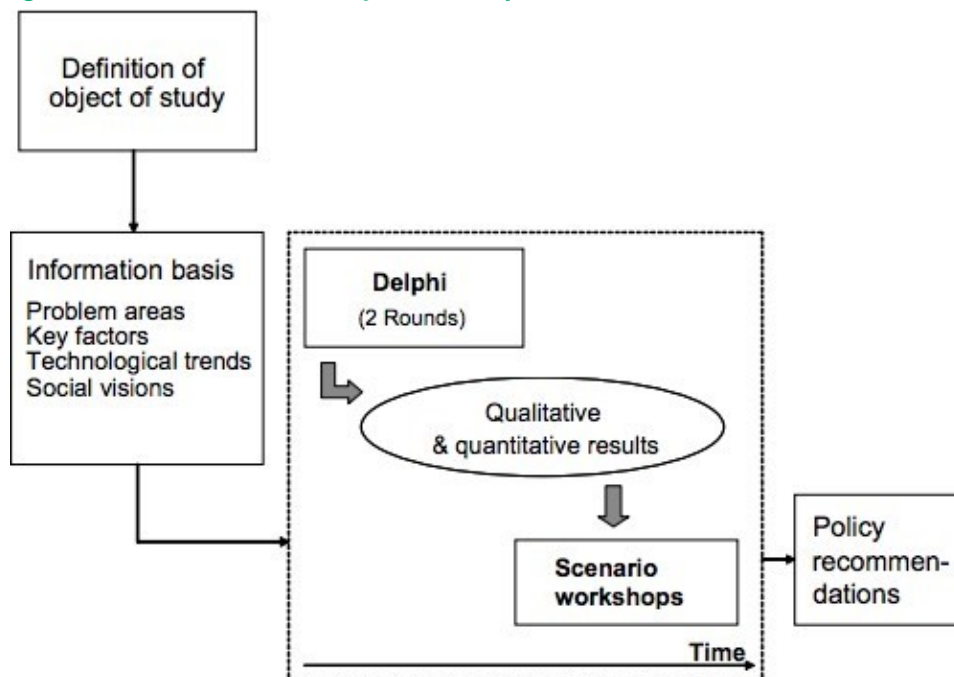 Definition of
object of study
Information basis
Problem areas
Key factors
Technological trends
Social visions
Delphi
(2 Rounds)
Qualitative
& quantitative results
Scenario
workshops
Time
Policy
recommen-
dations